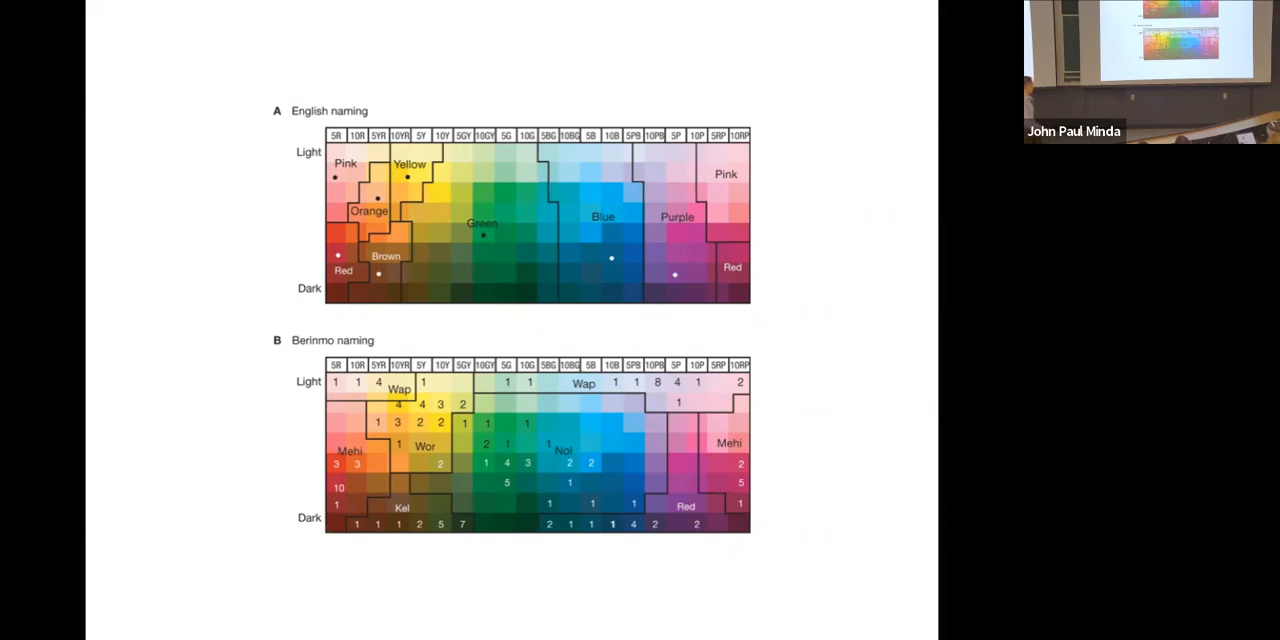 John Paul Minda
A English naming
5R 10R 5YR 10YR 5Y 10Y 5GY 10GY 5G 10G 5BG 10BG 5B 10B 5PB 10PB 5P 10P 5RP 10RP
Light
Pink Yellow
Pink
Orange
Green Blue Purple
Brown
Red Red
Dark
B Berinmo naming
5R 10R 5YR 10YR 5Y 10Y 5GY 10GY 5G 10G 5BG 10BG 5B 10B 5PB 10PB 5P 10P 5RP 10RP
Light 1 1 4 Wap 1 1 1 Wap 1 1 8 4 1 2
4 4 3 2 1
1 3 2 2 1 1 1
Mehi 1 Wor 2 1 1 Nol Mehi
3 3 2 1 4 3 2 2 2
10 5 1 5
1 Kel 1 1 1 Red 1
Dark 1 1 1 2 5 7 2 1 1 1 4 2 2